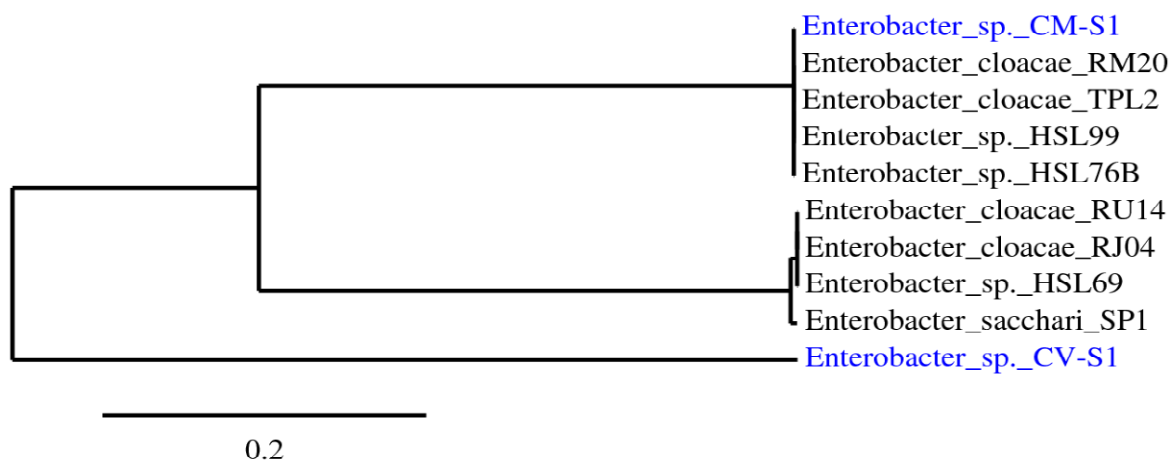 Enterobacter_sp._CM-S1
Enterobacter_cloacae_RM20
Enterobacter_cloacae_TPL2
Enterobacter_sp._HSL99
Enterobacter_sp._HSL76B
Enterobacter_cloacae_RU14
Enterobacter_cloacae_RJ04
Enterobacter_sp._HSL69
Enterobacter_sacchari_SP1
Enterobacter_sp._CV-S1
0.2